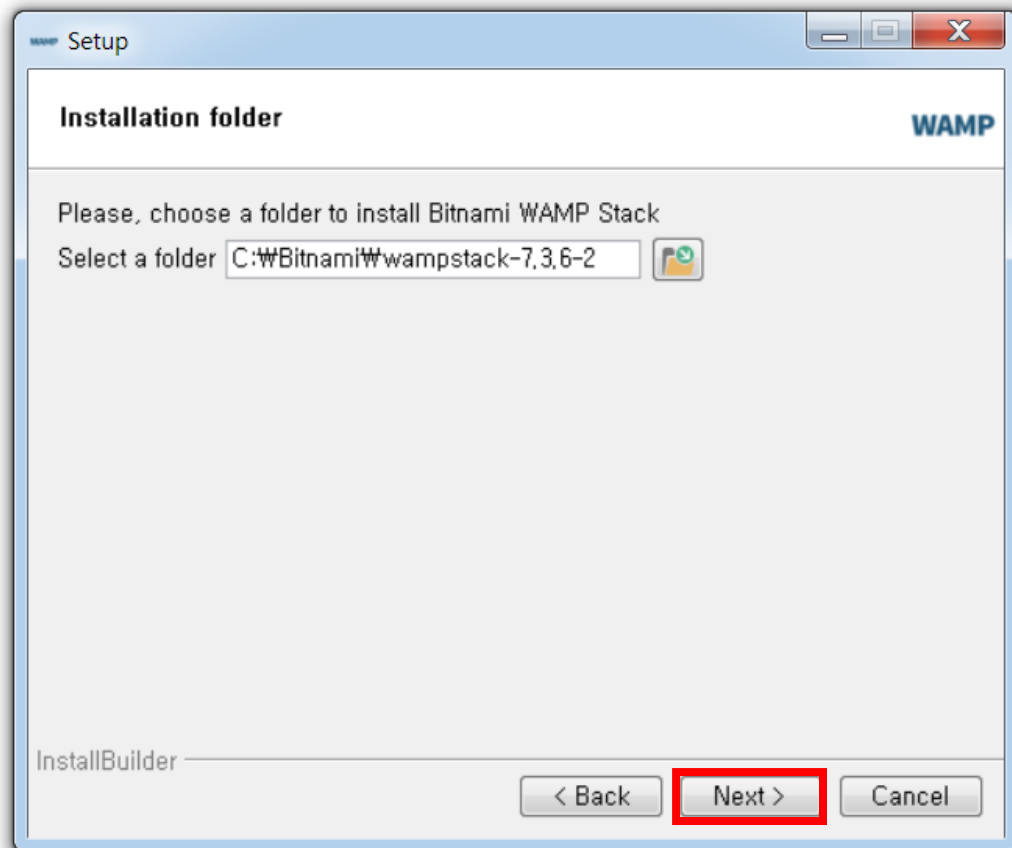 WAMP Setup
Installation folder
WAMP
Please, choose a folder to install Bitnami WAMP Stack
Select a folder C:₩Bitnami₩wampstack-7.3.6-2
InstallBuilder
< Back Next > Cancel